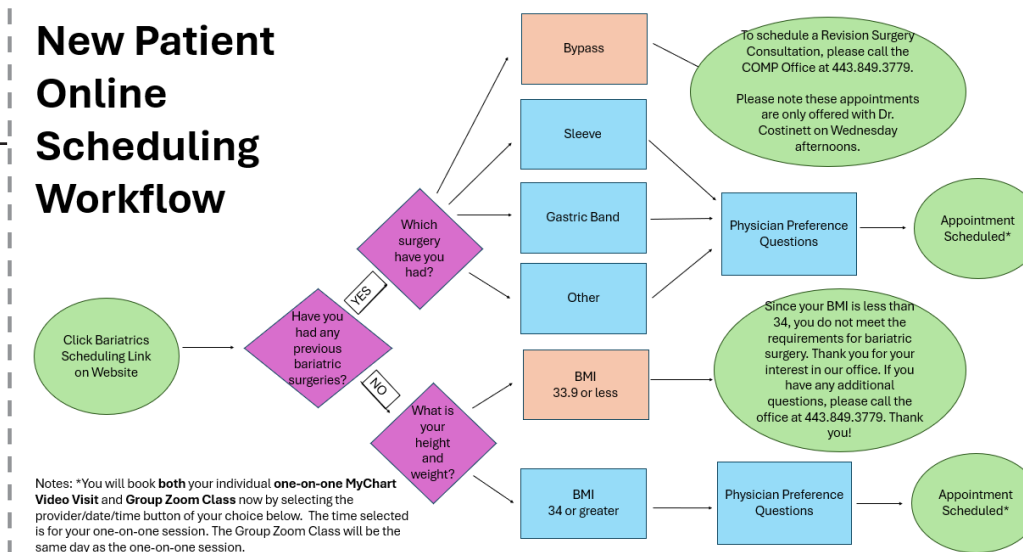 New Patient
Online
Scheduling
Workflow
Click Bariatrics
Scheduling Link
on Website
Have you
had any
previous
bariatric
surgeries?
YES
NO
Which
surgery
have you
had?
Bypass
Sleeve
Gastric Band
Other
To schedule a Revision Surgery
Consultation, please call the
COMP Office at 443.849.3779.
Please note these appointments
are only offered with Dr.
Costinett on Wednesday
afternoons.
Physician Preference
Questions
Appointment
Scheduled*
What is
your
height
and
weight?
BMI
33.9 or less
Since your BMI is less than
34, you do not meet the
requirements for bariatric
surgery. Thank you for your
interest in our office. If you
have any additional
questions, please call the
office at 443.849.3779. Thank
you!
BMI
34 or greater
Physician Preference
Questions
Appointment
Scheduled*
Notes: *You will book both your individual one-on-one MyChart
Video Visit and Group Zoom Class now by selecting the
provider/date/time button of your choice below. The time selected
is for your one-on-one session. The Group Zoom Class will be the
same day as the one-on-one session.